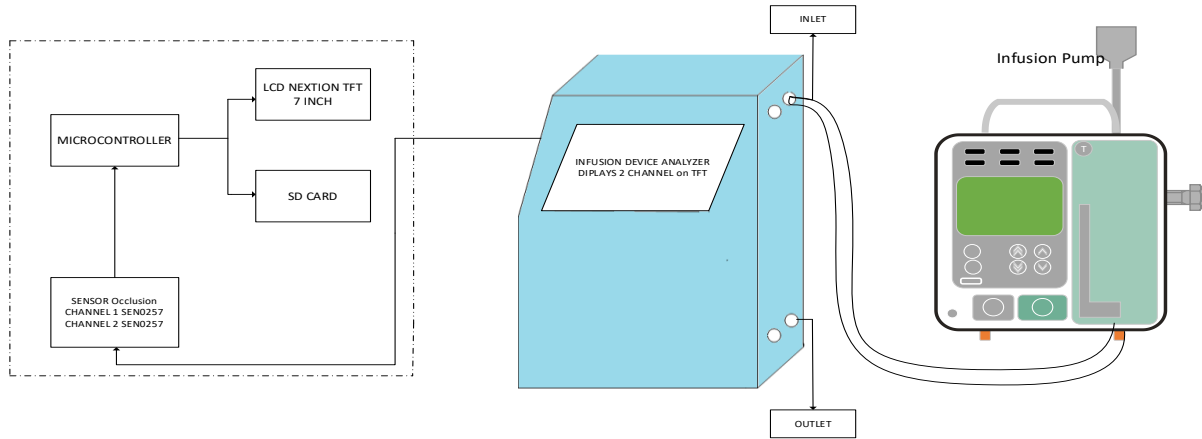 INLET
Infusion Pump
LCD NEXTION TFT
7 INCH
MICROCONTROLLER
INFUSION DEVICE ANALYZER
DIPLAYS 2 CHANNEL on TFT
T
SD CARD
SENSOR Occlusion
CHANNEL 1 SEN0257
CHANNEL 2 SEN0257
OUTLET